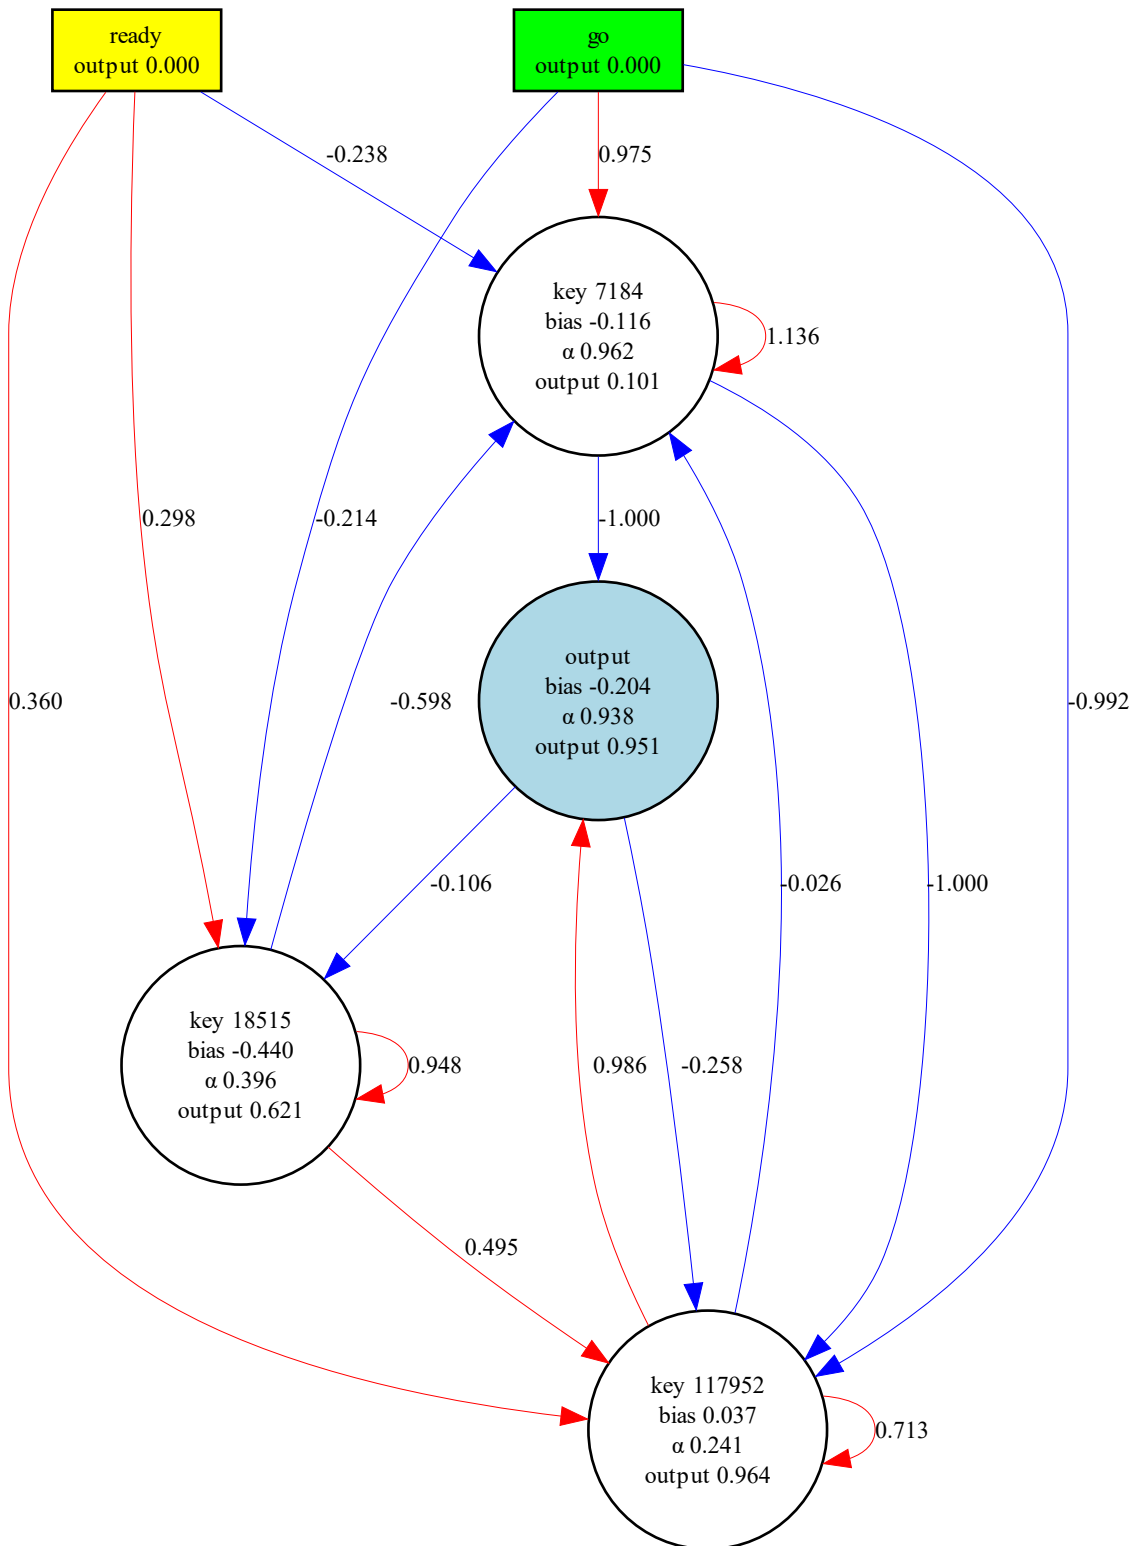 ready
output 0.000
go
output 0.000
-0.238
0.975
key 7184
bias -0.116
α 0.962
output 0.101
1.136
0.298
-0.214
-1.000
output
bias -0.204
α 0.938
output 0.951
0.360
-0.598
-0.992
-0.106
-0.026
-1.000
key 18515
bias -0.440
α 0.396
output 0.621
0.948
0.986
-0.258
0.495
key 117952
bias 0.037
α 0.241
output 0.964
0.713